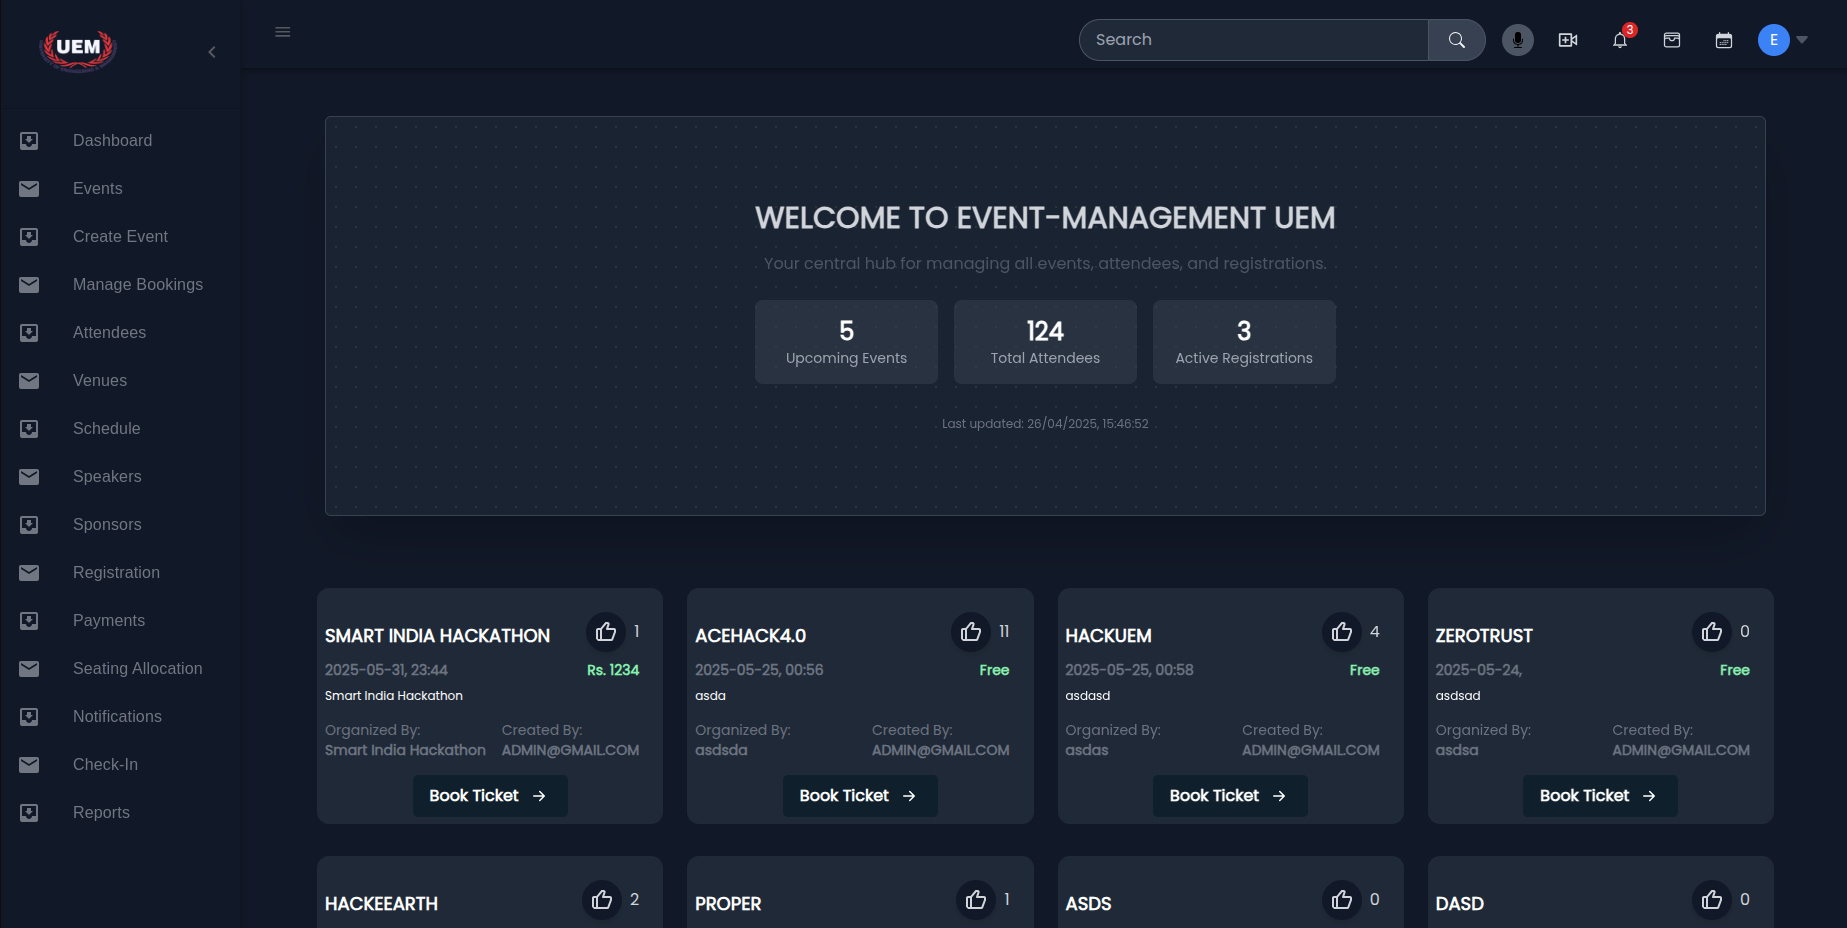 UEM
Search
3
E
Dashboard
Events
Create Event
Manage Bookings
Attendees
Venues
Schedule
Speakers
Sponsors
Registration
Payments
Seating Allocation
Notifications
Check-In
Reports
WELCOME TO EVENT-MANAGEMENT UEM
Your central hub for managing all events, attendees, and registrations.
5
Upcoming Events
124
Total Attendees
3
Active Registrations
Last updated: 26/04/2025, 15:46:52
SMART INDIA HACKATHON 1
2025-05-31, 23:44 Rs. 1234
Smart India Hackathon
Organized By: Created By:
Smart India Hackathon ADMIN@GMAIL.COM
Book Ticket →
ACEHACK4.0 11
2025-05-25, 00:56 Free
asda
Organized By: Created By:
asdsda ADMIN@GMAIL.COM
Book Ticket →
HACKUEM 4
2025-05-25, 00:58 Free
asdasd
Organized By: Created By:
asdas ADMIN@GMAIL.COM
Book Ticket →
ZEROTRUST 0
2025-05-24, Free
asdsad
Organized By: Created By:
asdsa ADMIN@GMAIL.COM
Book Ticket →
HACKEEARTH 2
PROPER 1
ASDS 0
DASD 0